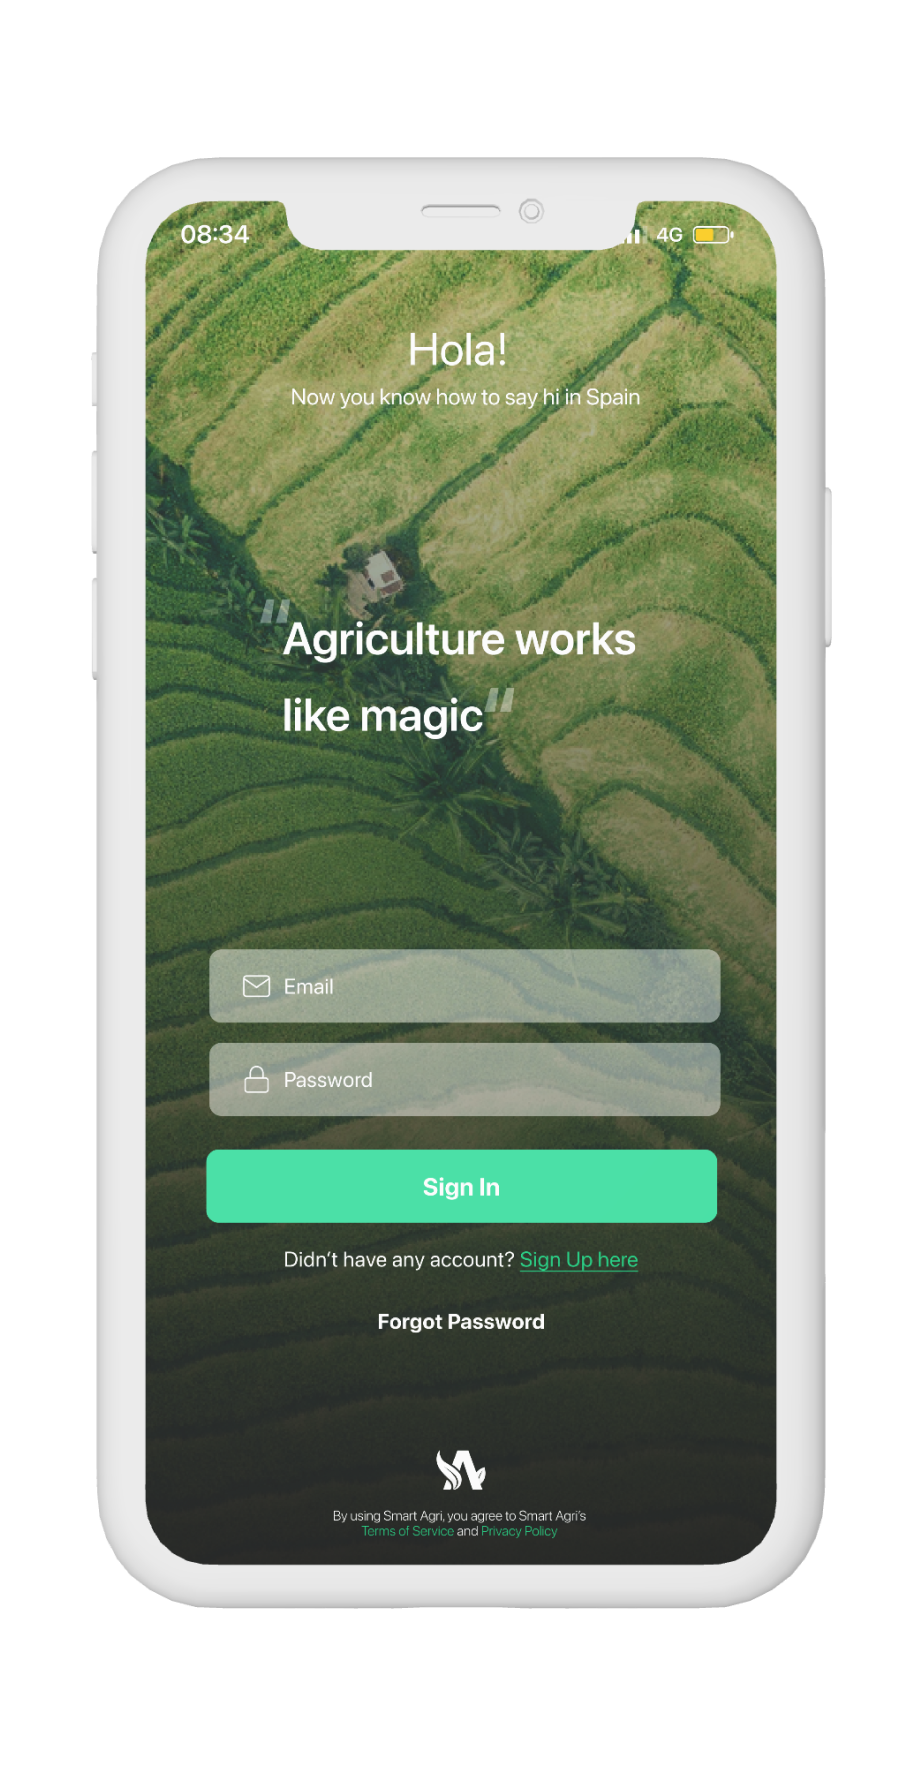 08:34 4G
Hola!
Now you know how to say hi in Spain
"Agriculture works
like magic"
Email
Password
Sign In
Didn't have any account? Sign Up here
Forgot Password
By using Smart Agri, you agree to Smart Agri's
Terms of Service and Privacy Policy